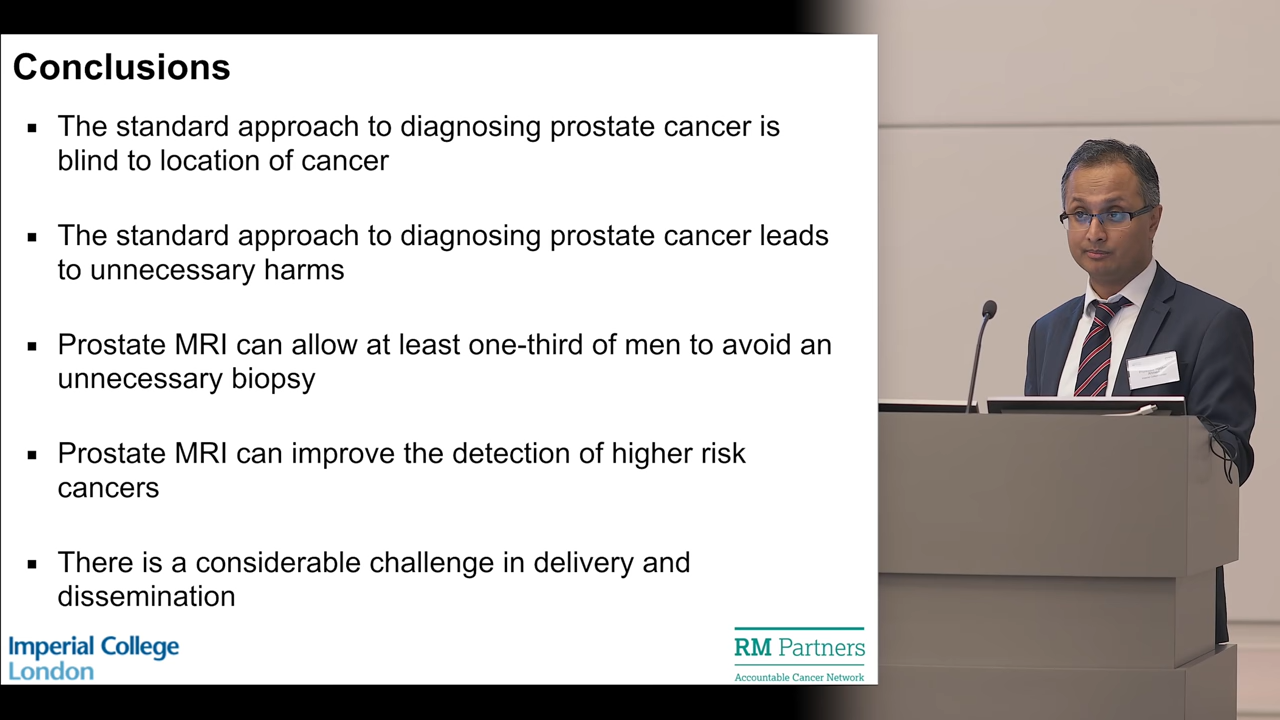 Conclusions
▪ The standard approach to diagnosing prostate cancer is
blind to location of cancer
▪ The standard approach to diagnosing prostate cancer leads
to unnecessary harms
▪ Prostate MRI can allow at least one-third of men to avoid an
unnecessary biopsy
▪ Prostate MRI can improve the detection of higher risk
cancers
▪ There is a considerable challenge in delivery and
dissemination
Imperial College
London
RM Partners
Accountable Cancer Network